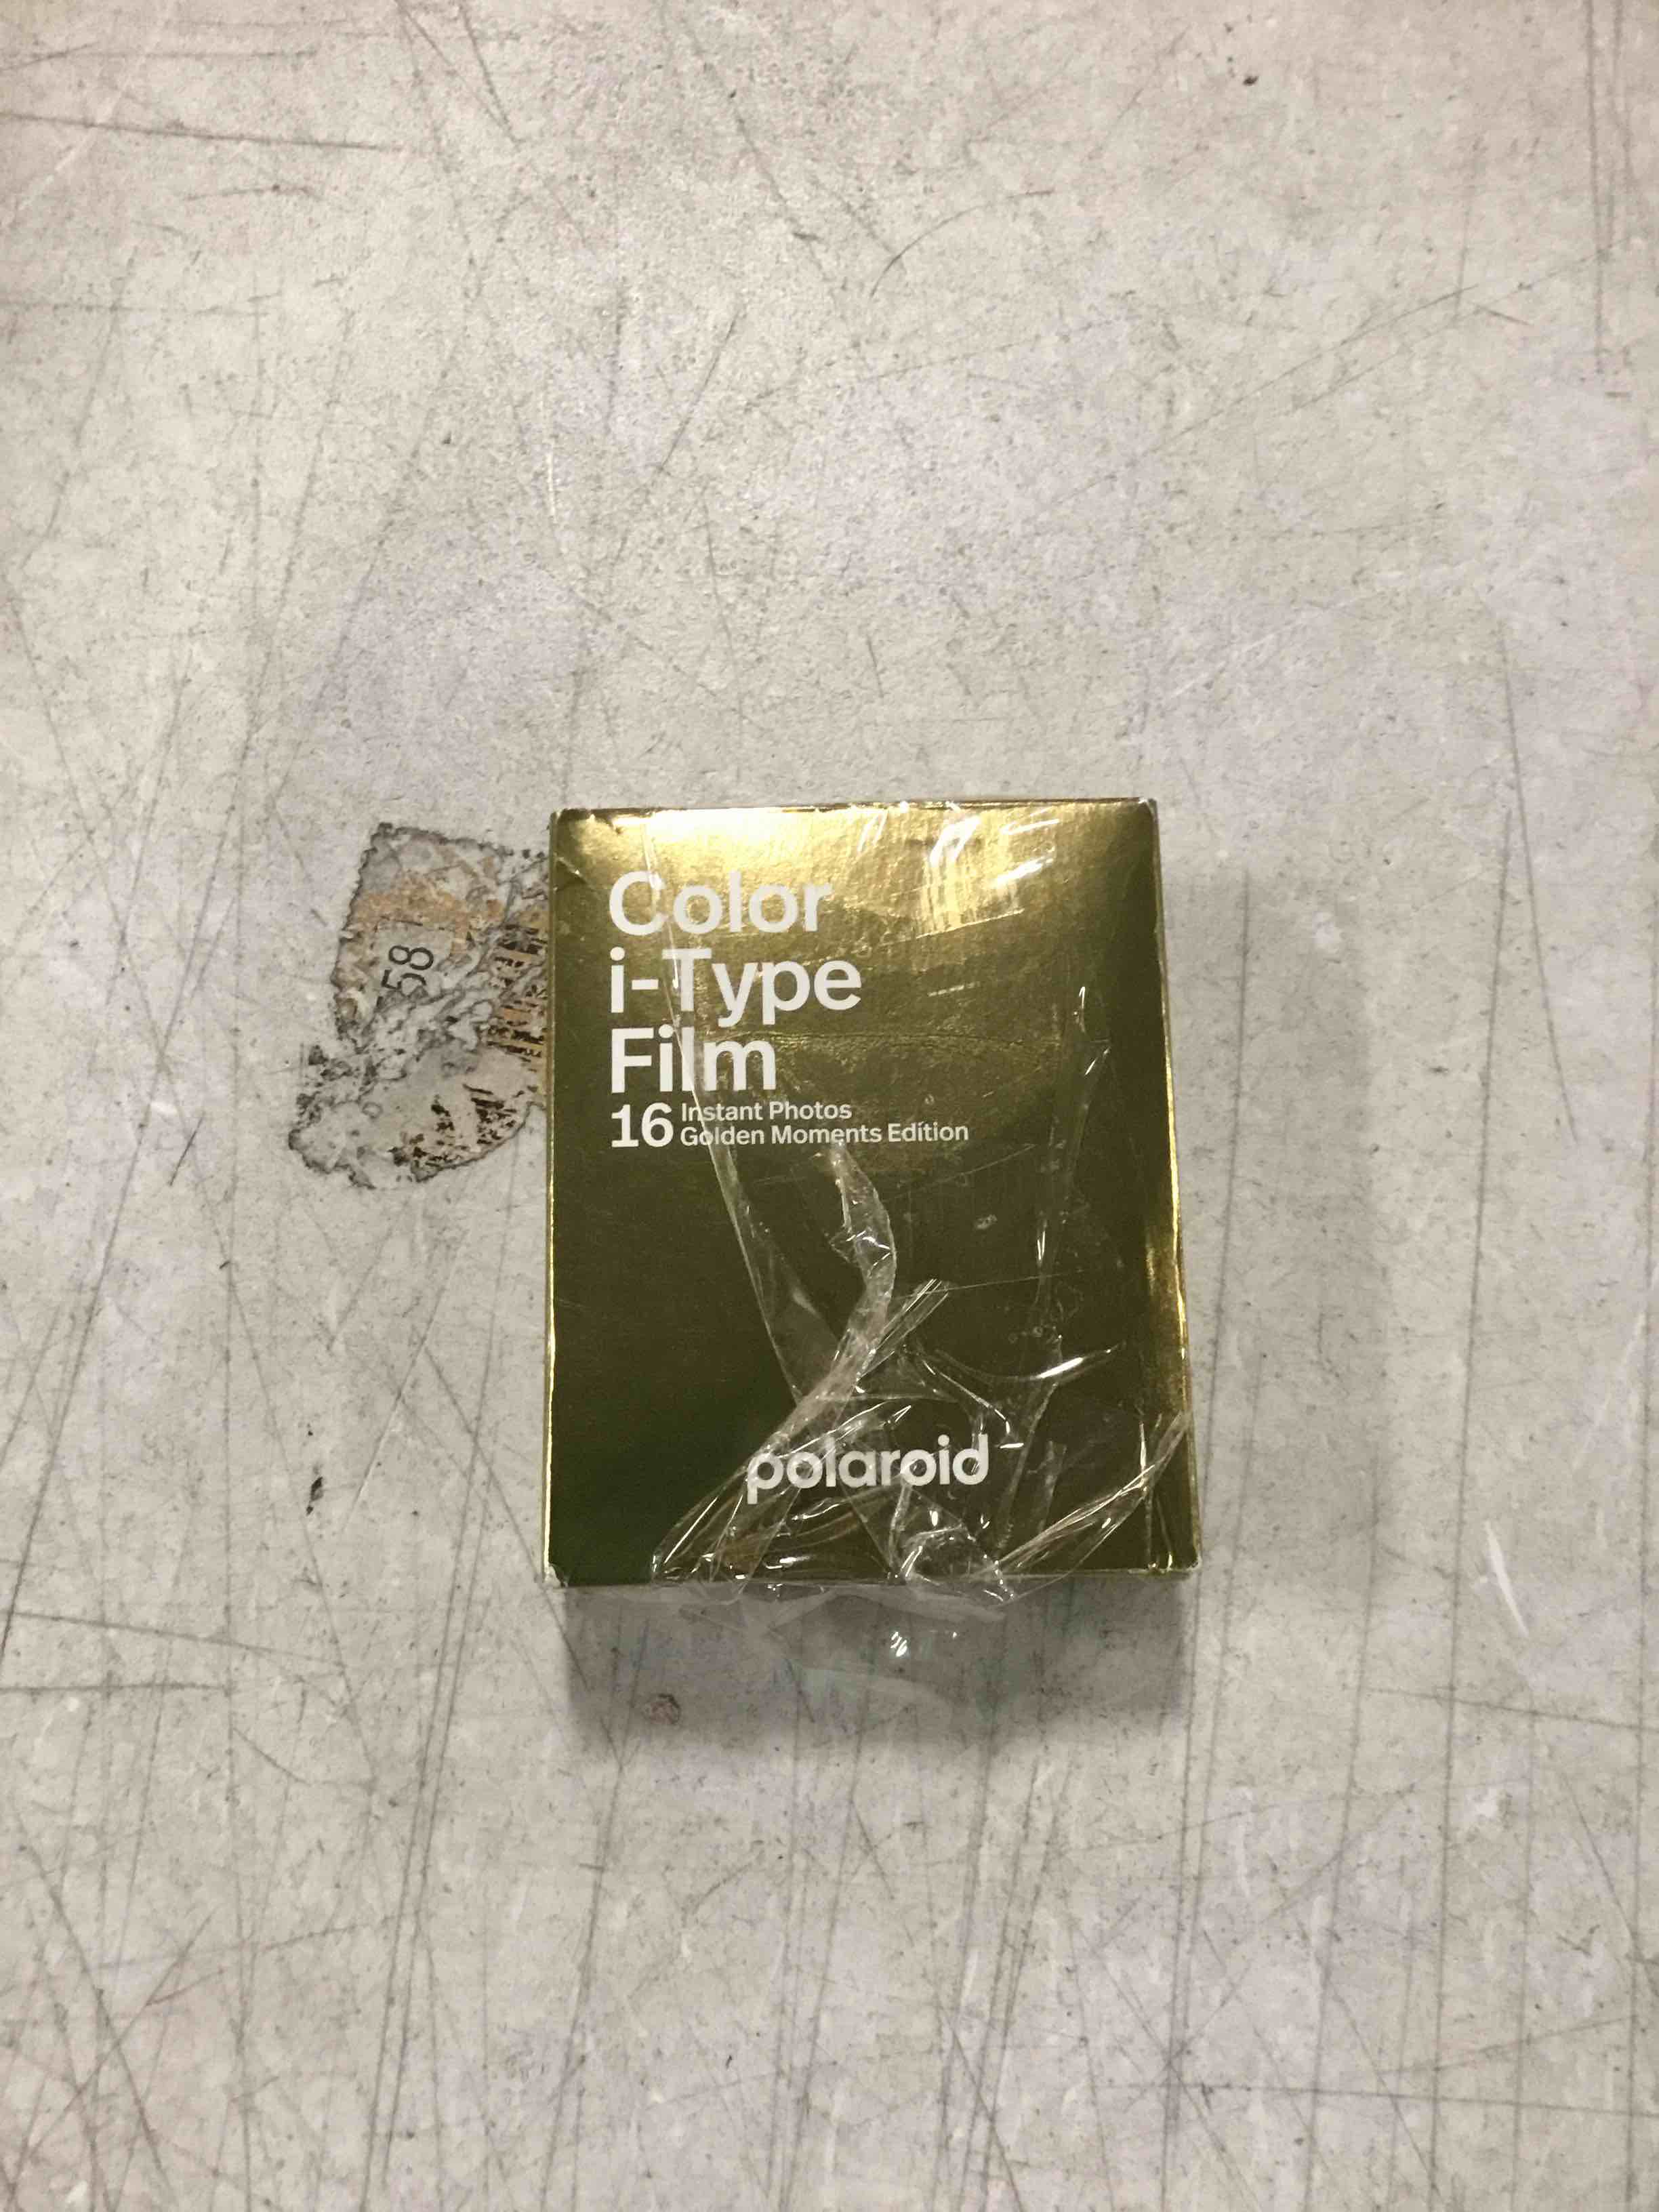 Color
i-Type
Film
16 Instant Photos
Golden Moments Edition
polaroid
58